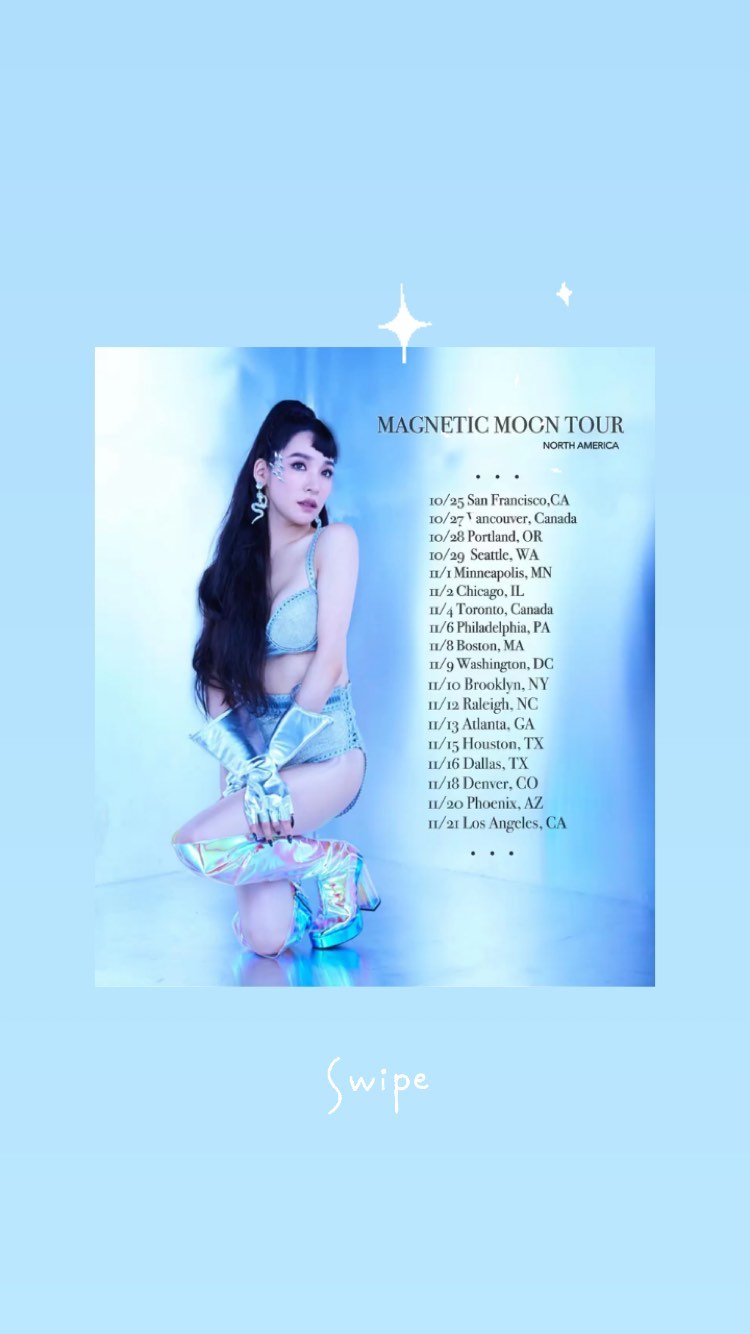 MAGNETIC MOON TOUR
NORTH AMERICA
• • •
10/25 San Francisco,CA
10/27 Vancouver, Canada
10/28 Portland, OR
10/29 Seattle, WA
11/1 Minneapolis, MN
11/2 Chicago, IL
11/4 Toronto, Canada
11/6 Philadelphia, PA
11/8 Boston, MA
11/9 Washington, DC
11/10 Brooklyn, NY
11/12 Raleigh, NC
11/13 Atlanta, GA
11/15 Houston, TX
11/16 Dallas, TX
11/18 Denver, CO
11/20 Phoenix, AZ
11/21 Los Angeles, CA
• • •
Swipe